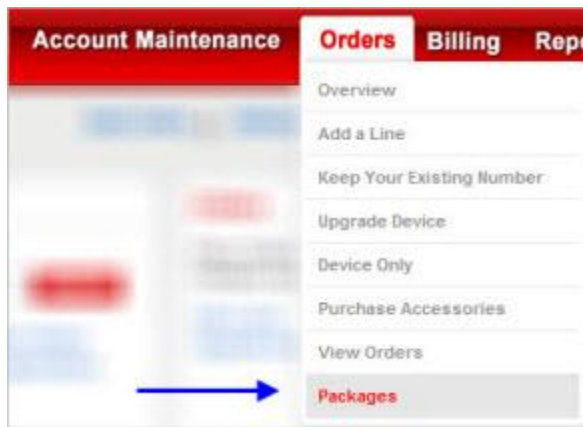 Account Maintenance Orders Billing Repo
Overview
Add a Line
Keep Your Existing Number
Upgrade Device
Device Only
Purchase Accessories
View Orders
Packages